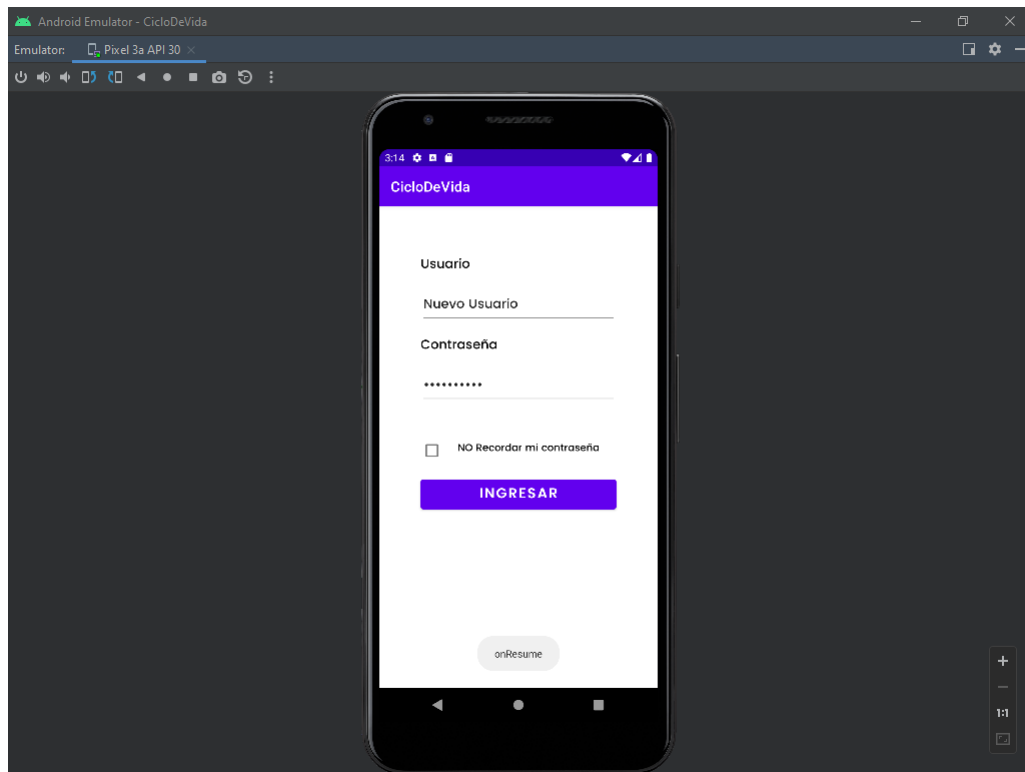 Android Emulator - CicloDeVida
Emulator: Pixel 3a API 30
3:14
CicloDeVida
Usuario
Nuevo Usuario
Contraseña
••••••••••
NO Recordar mi contraseña
INGRESAR
onResume
1:1